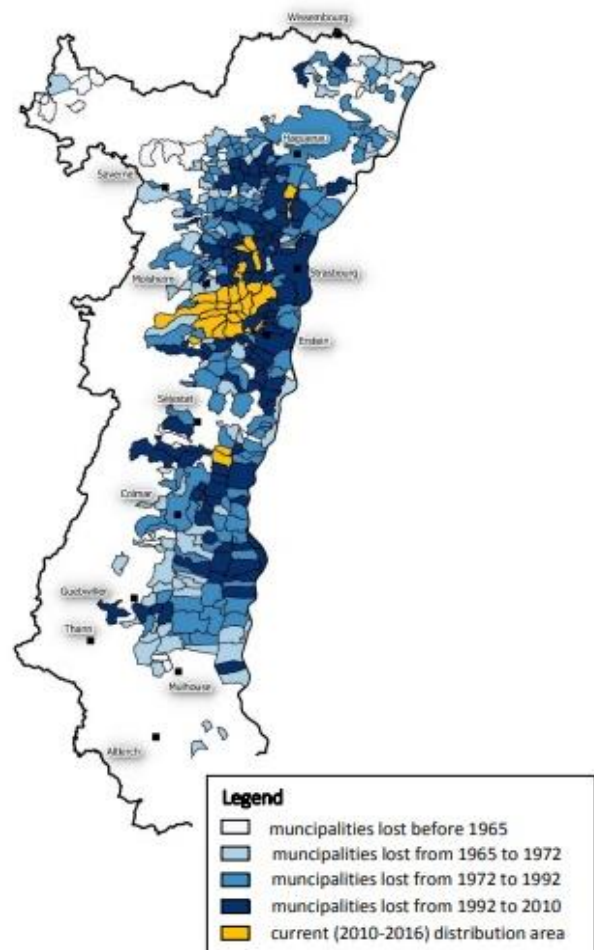 Wissembourg
Haguenau
Saverne
Molsheim
Strasbourg
Erstein
Sélestat
Colmar
Guebwiller
Thann
Mulhouse
Altkirch
Legend
muncipalities lost before 1965
muncipalities lost from 1965 to 1972
muncipalities lost from 1972 to 1992
muncipalities lost from 1992 to 2010
current (2010-2016) distribution area